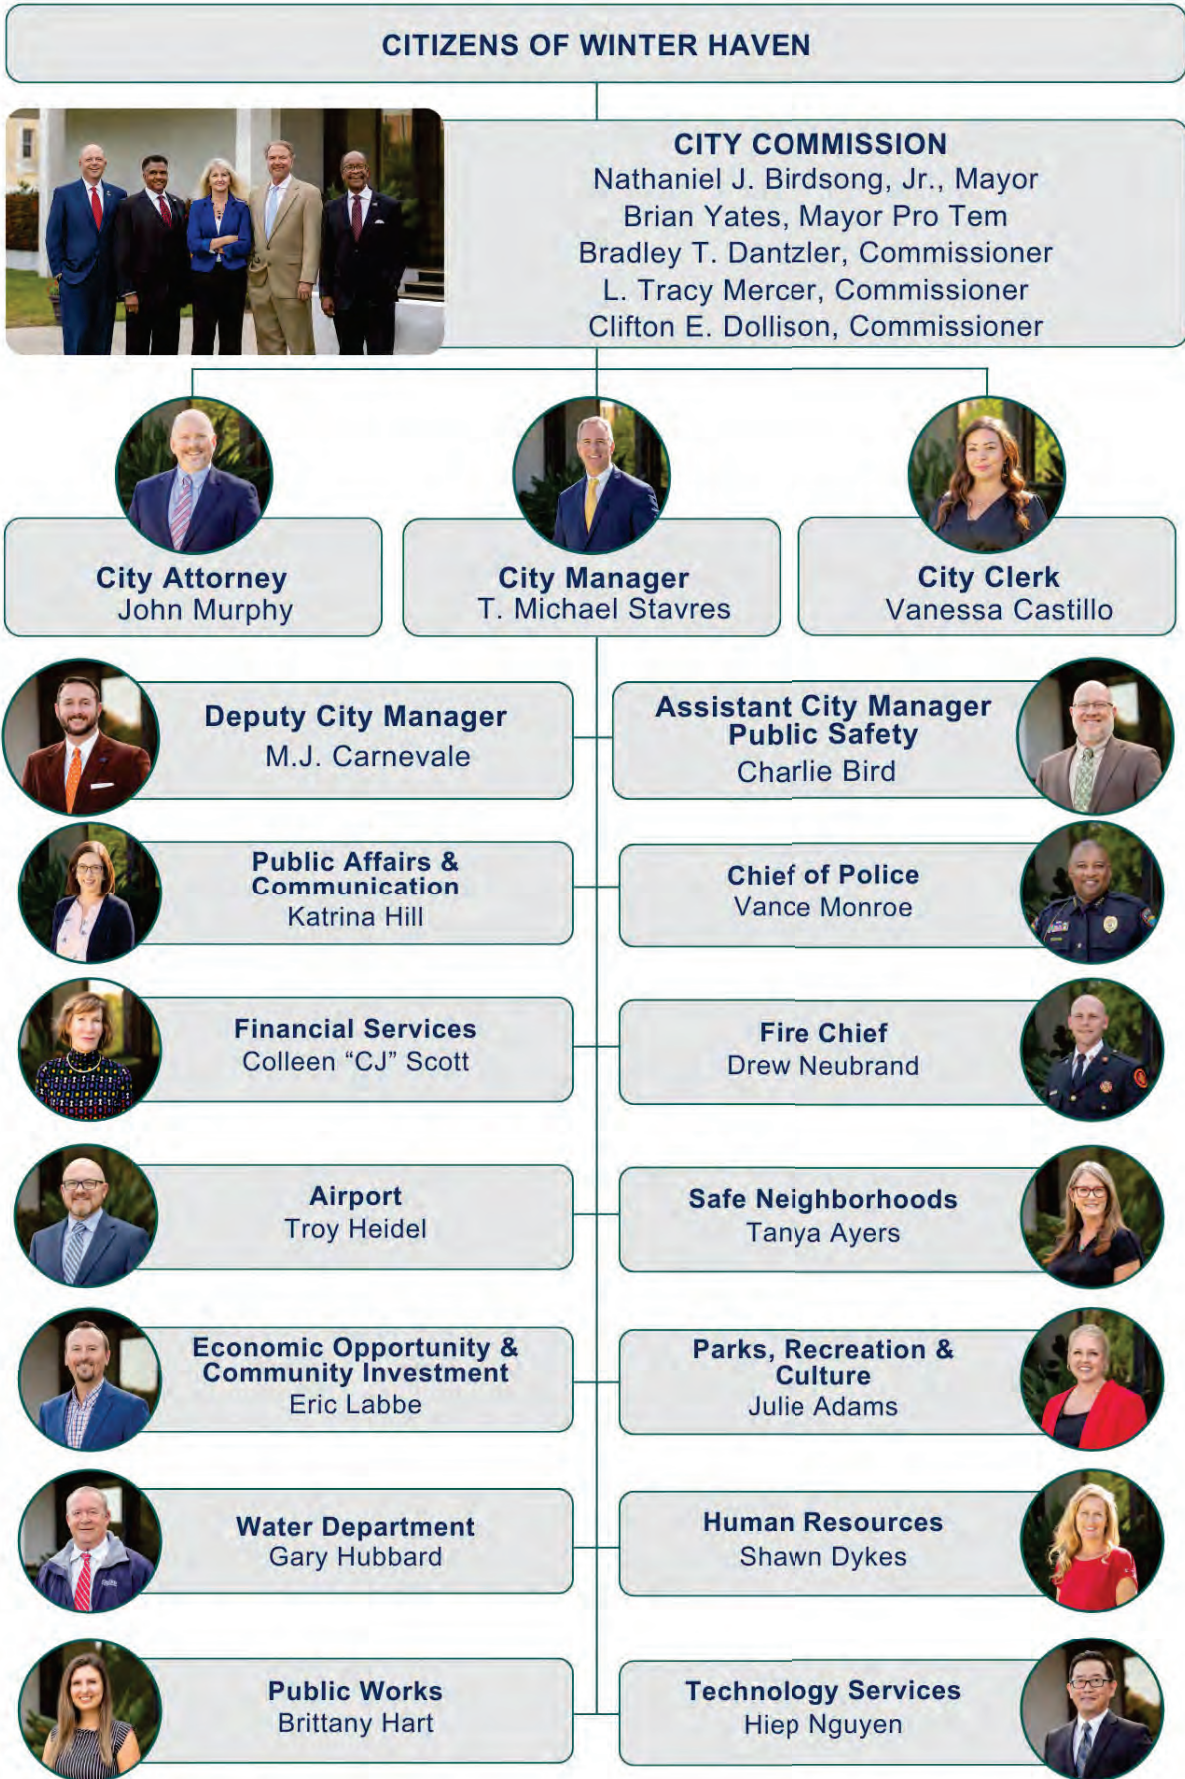 CITIZENS OF WINTER HAVEN
CITY COMMISSION
Nathaniel J. Birdsong, Jr., Mayor
Brian Yates, Mayor Pro Tem
Bradley T. Dantzler, Commissioner
L. Tracy Mercer, Commissioner
Clifton E. Dollison, Commissioner
City Attorney
John Murphy
City Manager
T. Michael Stavres
City Clerk
Vanessa Castillo
Deputy City Manager
M.J. Carnevale
Assistant City Manager
Public Safety
Charlie Bird
Public Affairs &
Communication
Katrina Hill
Chief of Police
Vance Monroe
Financial Services
Colleen “CJ” Scott
Fire Chief
Drew Neubrand
Airport
Troy Heidel
Safe Neighborhoods
Tanya Ayers
Economic Opportunity &
Community Investment
Eric Labbe
Parks, Recreation &
Culture
Julie Adams
Water Department
Gary Hubbard
Human Resources
Shawn Dykes
Public Works
Brittany Hart
Technology Services
Hiep Nguyen